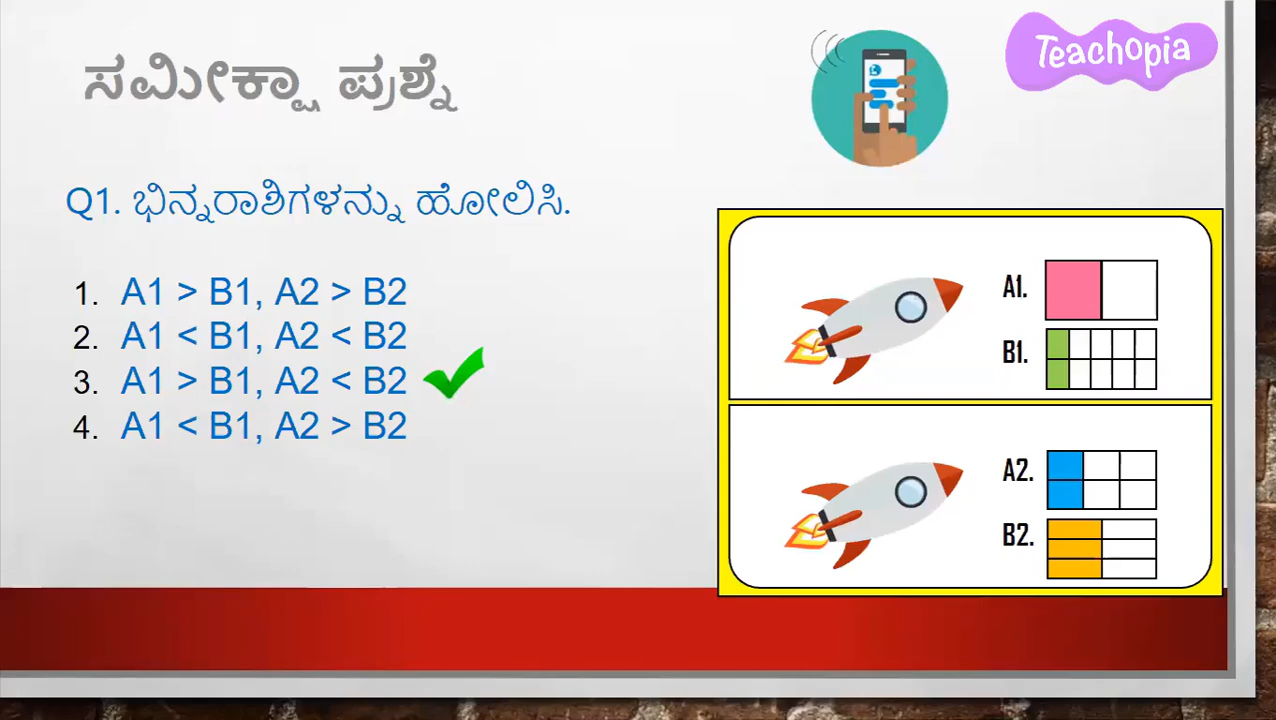 ಸಮೀಕ್ಷಾ ಪ್ರಶ್ನೆ
Teachopia
Q1. ಭಿನ್ನರಾಶಿಗಳನ್ನು ಹೋಲಿಸಿ.
1. A1 > B1, A2 > B2
2. A1 < B1, A2 < B2
3. A1 > B1, A2 < B2
4. A1 < B1, A2 > B2
A1.
B1.
A2.
B2.